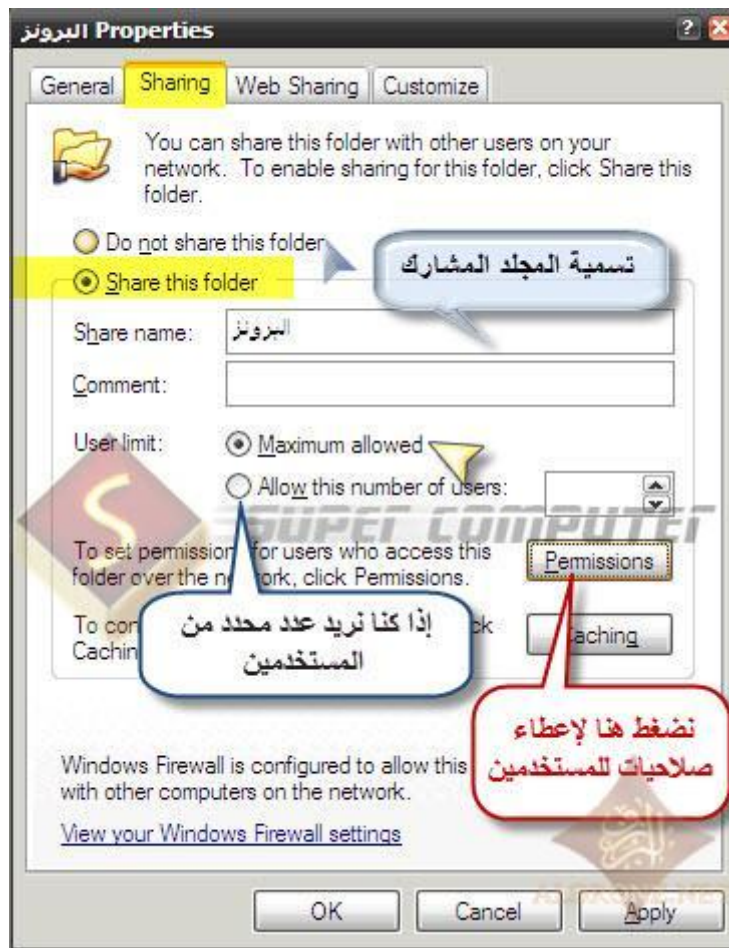 البرونز Properties
General Sharing Web Sharing Customize
You can share this folder with other users on your
network. To enable sharing for this folder, click Share this
folder.
Do not share this folder
تسمية المجلد المشارك
Share this folder
Share name: البرونز
Comment:
User limit: Maximum allowed
Allow this number of users:
SUPER COMPUTER
To set permissions for users who access this
folder over the network, click Permissions.
Permissions
إذا كنا نريد عدد محدد من
المستخدمين
Caching
نضغط هنا لإعطاء
صلاحيات للمستخدمين
Windows Firewall is configured to allow this
with other computers on the network.
View your Windows Firewall settings
OK Cancel Apply